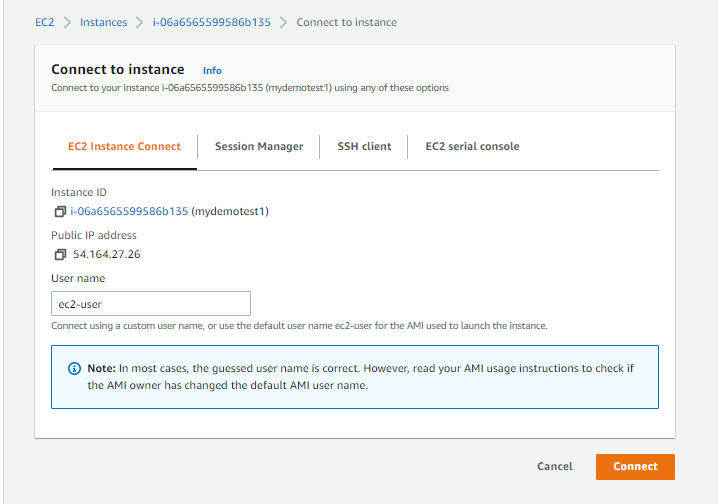 EC2 > Instances > i-06a6565599586b135 > Connect to instance
Connect to instance Info
Connect to your instance i-06a6565599586b135 (mydemotest1) using any of these options
EC2 Instance Connect Session Manager SSH client EC2 serial console
Instance ID
i-06a6565599586b135 (mydemotest1)
Public IP address
54.164.27.26
User name
ec2-user
Connect using a custom user name, or use the default user name ec2-user for the AMI used to launch the instance.
Note: In most cases, the guessed user name is correct. However, read your AMI usage instructions to check if
the AMI owner has changed the default AMI user name.
Cancel Connect